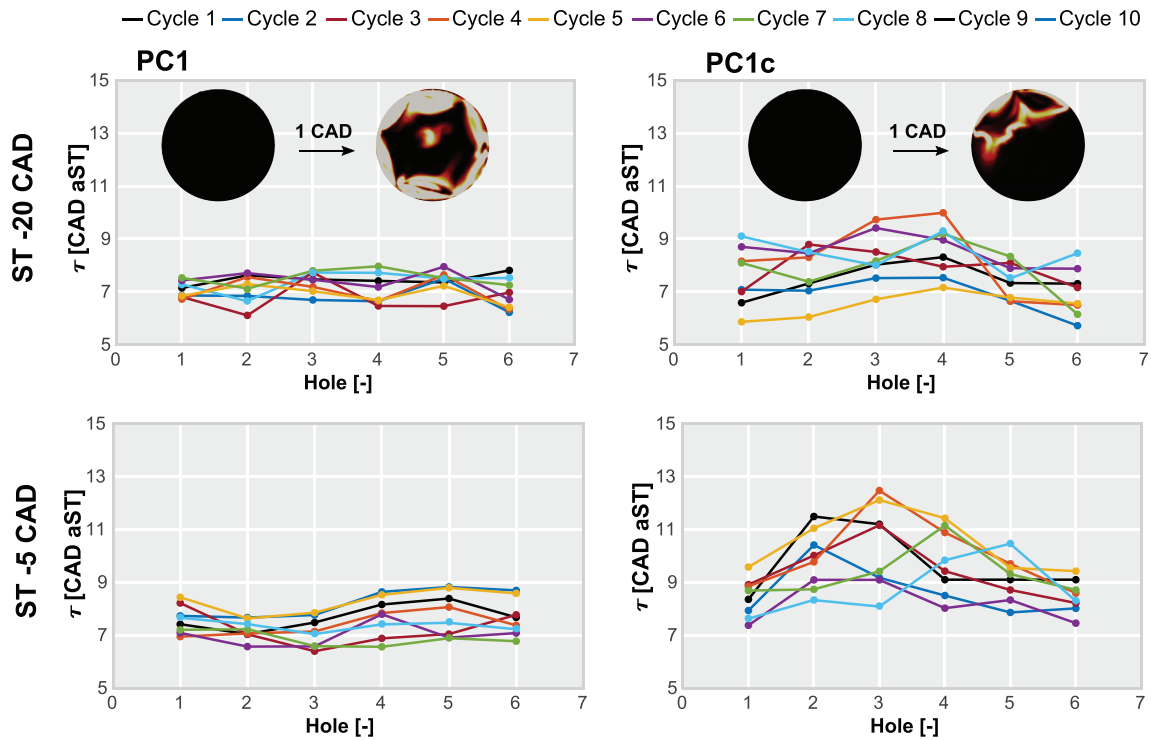 Cycle 1 Cycle 2 Cycle 3 Cycle 4 Cycle 5 Cycle 6 Cycle 7 Cycle 8 Cycle 9 Cycle 10
PC1
PC1c
ST -20 CAD
τ [CAD aST]
15
13
11
9
7
5
1 CAD
0 1 2 3 4 5 6 7
Hole [-]
τ [CAD aST]
15
13
11
9
7
5
1 CAD
0 1 2 3 4 5 6 7
Hole [-]
ST -5 CAD
τ [CAD aST]
15
13
11
9
7
5
0 1 2 3 4 5 6 7
Hole [-]
τ [CAD aST]
15
13
11
9
7
5
0 1 2 3 4 5 6 7
Hole [-]